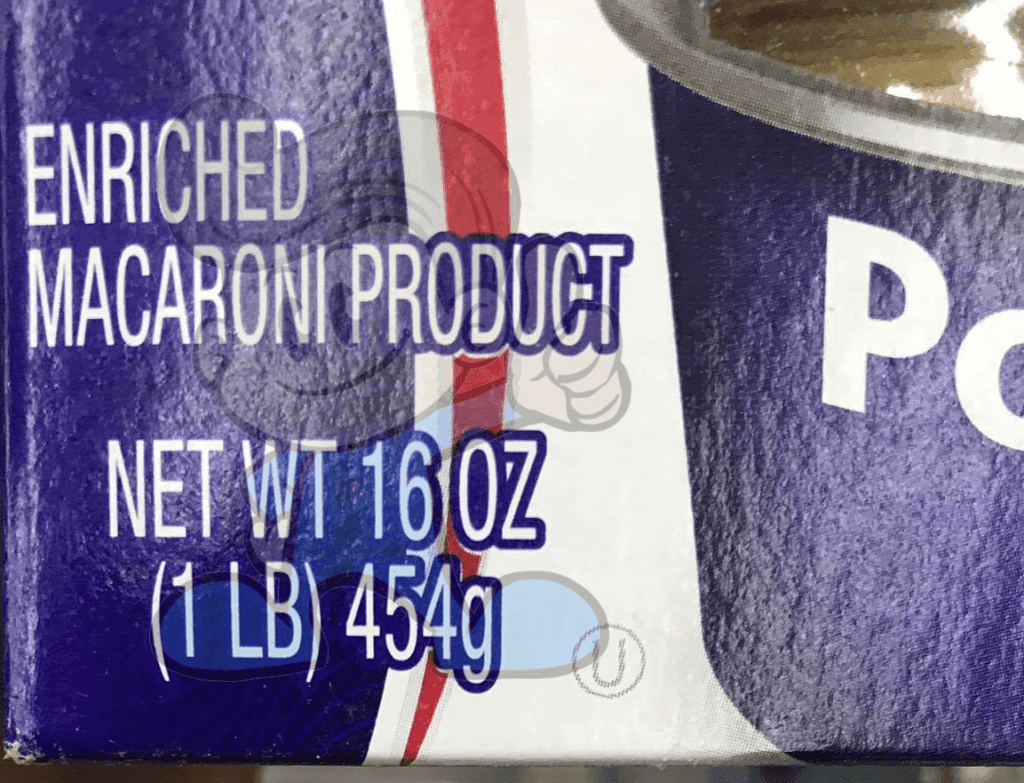 ENRICHED
MACARONI PRODUCT
NET WT 16 OZ
(1 LB) 454g
U